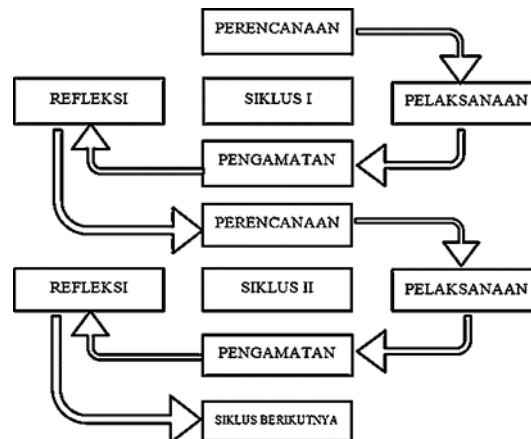 PERENCANAAN
REFLEKSI
SIKLUS I
PELAKSANAAN
PENGAMATAN
PERENCANAAN
REFLEKSI
SIKLUS II
PELAKSANAAN
PENGAMATAN
SIKLUS BERIKUTNYA